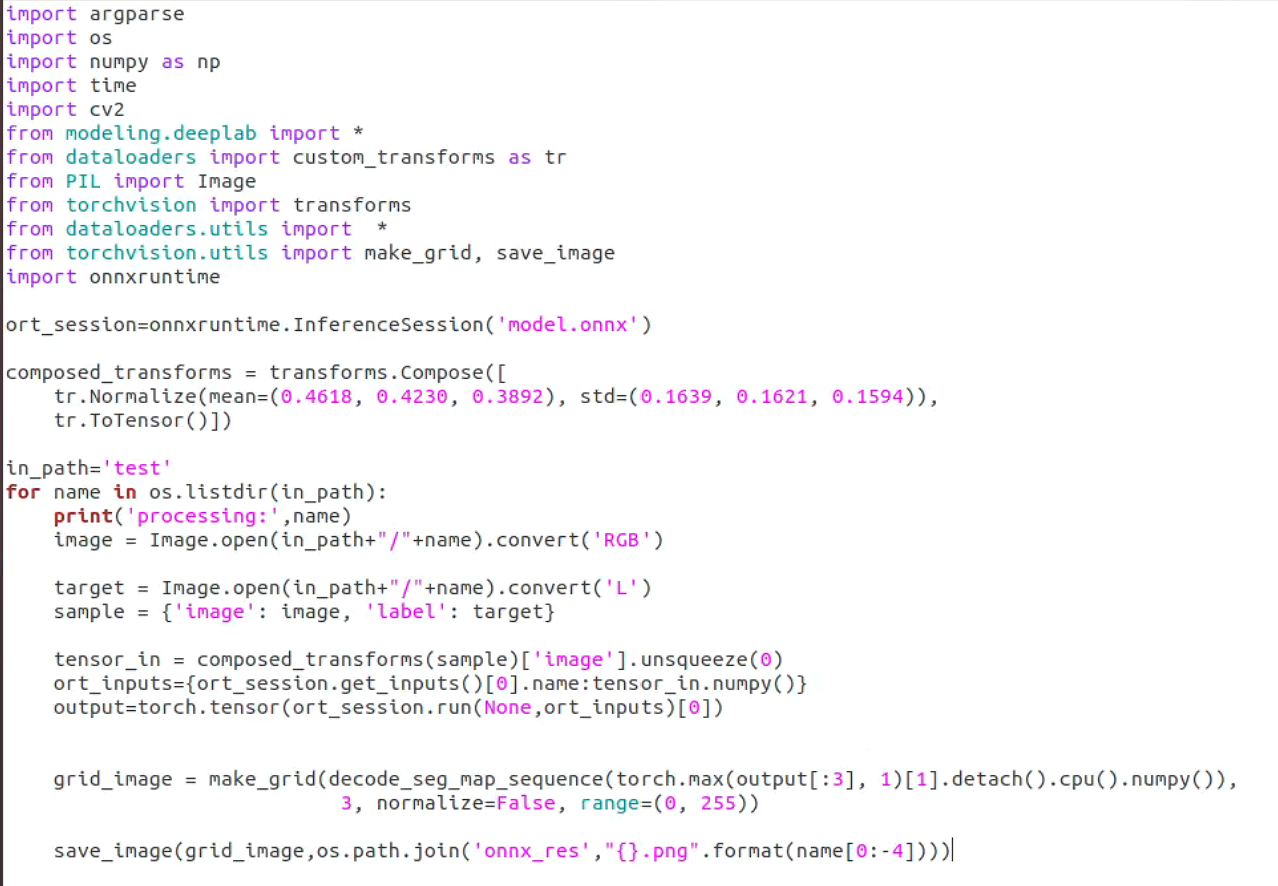 import argparse
import os
import numpy as np
import time
import cv2
from modeling.deeplab import *
from dataloaders import custom_transforms as tr
from PIL import Image
from torchvision import transforms
from dataloaders.utils import  *
from torchvision.utils import make_grid, save_image
import onnxruntime

ort_session=onnxruntime.InferenceSession('model.onnx')

composed_transforms = transforms.Compose([
    tr.Normalize(mean=(0.4618, 0.4230, 0.3892), std=(0.1639, 0.1621, 0.1594)),
    tr.ToTensor()])

in_path='test'
for name in os.listdir(in_path):
    print('processing:',name)
    image = Image.open(in_path+"/"+name).convert('RGB')

    target = Image.open(in_path+"/"+name).convert('L')
    sample = {'image': image, 'label': target}

    tensor_in = composed_transforms(sample)['image'].unsqueeze(0)
    ort_inputs={ort_session.get_inputs()[0].name:tensor_in.numpy()}
    output=torch.tensor(ort_session.run(None,ort_inputs)[0])


    grid_image = make_grid(decode_seg_map_sequence(torch.max(output[:3], 1)[1].detach().cpu().numpy()),
                            3, normalize=False, range=(0, 255))

    save_image(grid_image,os.path.join('onnx_res',"{}.png".format(name[0:-4])))